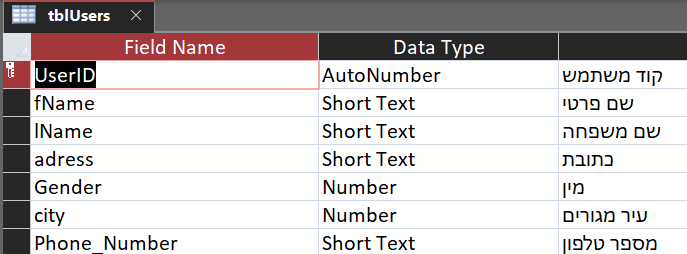 tblUsers
Field Name Data Type
UserID AutoNumber קוד משתמש
fName Short Text שם פרטי
lName Short Text שם משפחה
adress Short Text כתובת
Gender Number מין
city Number עיר מגורים
Phone_Number Short Text מספר טלפון